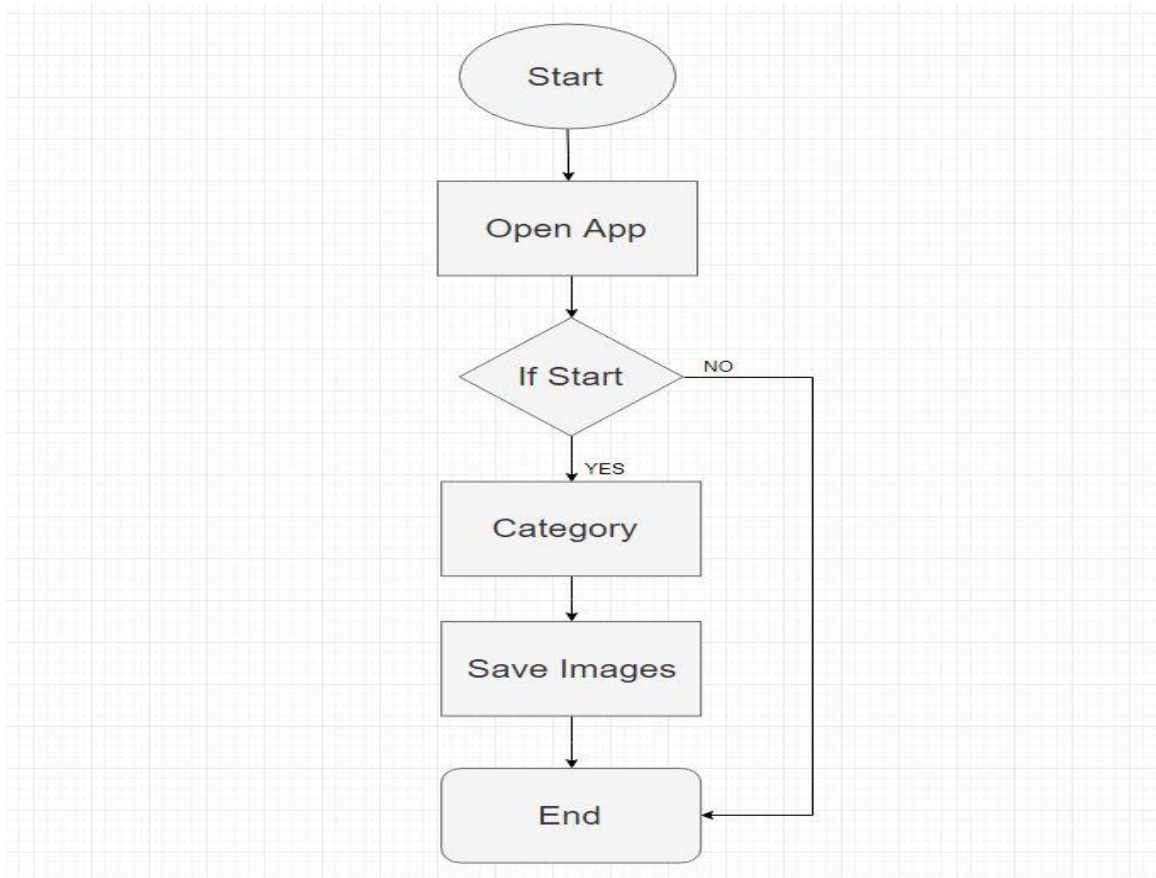 Start
Open App
If Start
NO
YES
Category
Save Images
End